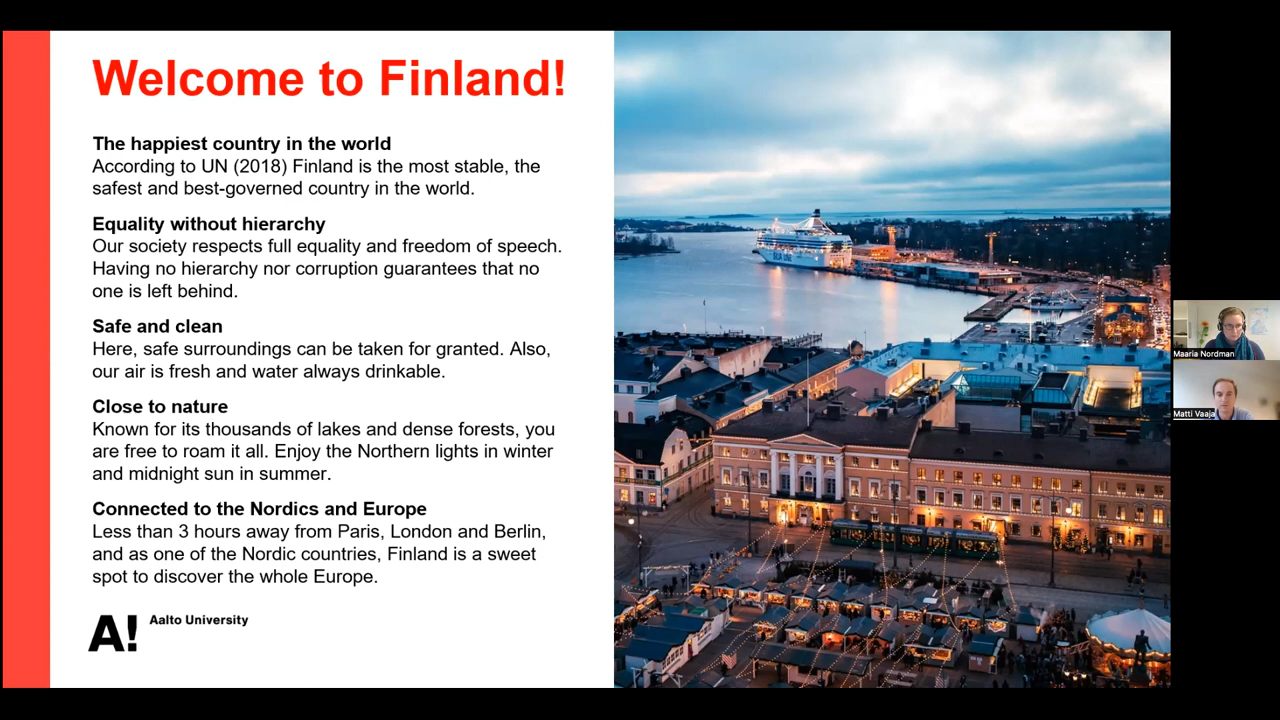 Welcome to Finland!
The happiest country in the world
According to UN (2018) Finland is the most stable, the
safest and best-governed country in the world.
Equality without hierarchy
Our society respects full equality and freedom of speech.
Having no hierarchy nor corruption guarantees that no
one is left behind.
Safe and clean
Here, safe surroundings can be taken for granted. Also,
our air is fresh and water always drinkable.
Close to nature
Known for its thousands of lakes and dense forests, you
are free to roam it all. Enjoy the Northern lights in winter
and midnight sun in summer.
Connected to the Nordics and Europe
Less than 3 hours away from Paris, London and Berlin,
and as one of the Nordic countries, Finland is a sweet
spot to discover the whole Europe.
A!
Aalto University
SILJA LINE
Maaria Nordman
Matti Vaaja